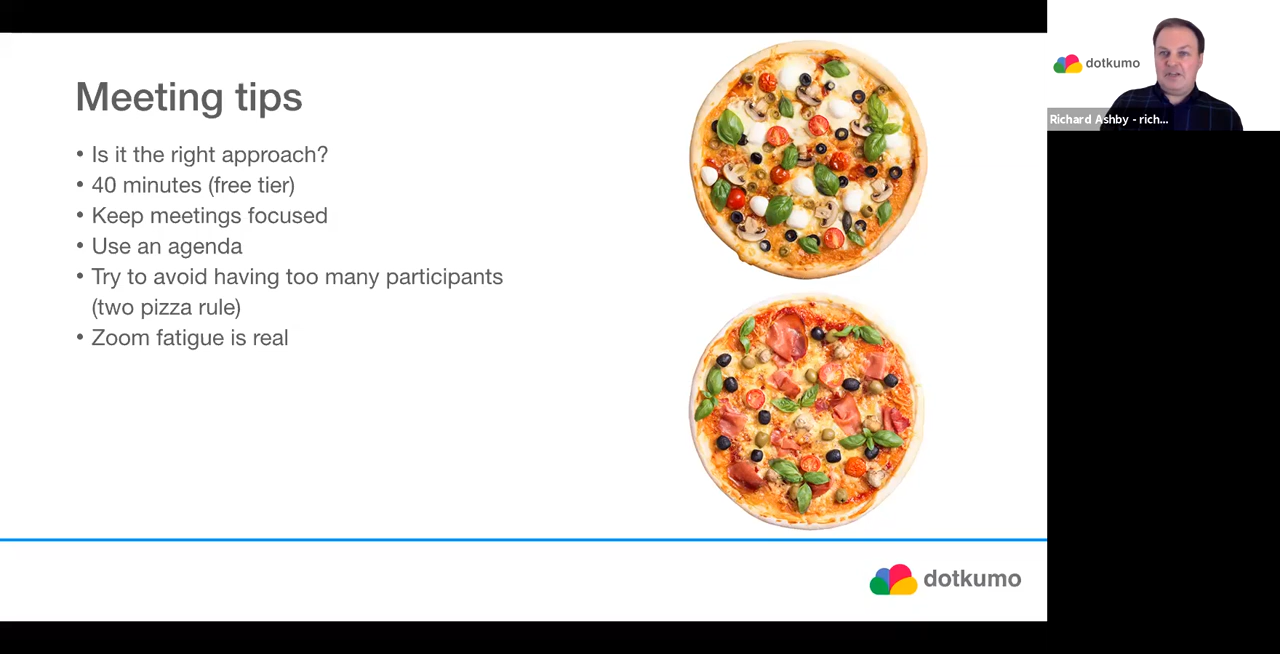 Meeting tips
• Is it the right approach?
• 40 minutes (free tier)
• Keep meetings focused
• Use an agenda
• Try to avoid having too many participants
(two pizza rule)
• Zoom fatigue is real
dotkumo
dotkumo
Richard Ashby - rich...